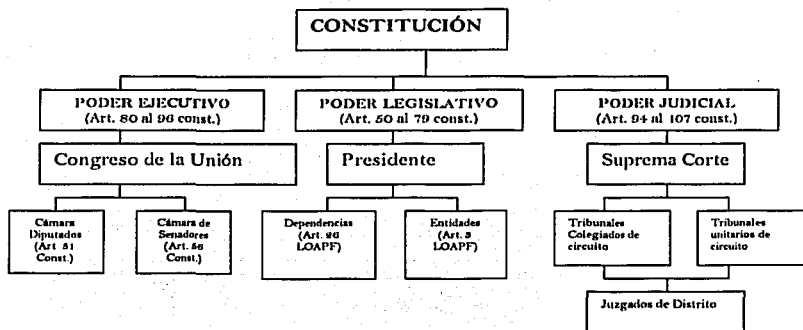 CONSTITUCIÓN
PODER EJECUTIVO
(Art. 80 al 96 const.)
PODER LEGISLATIVO
(Art. 50 al 79 const.)
PODER JUDICIAL
(Art. 94 al 107 const.)
Congreso de la Unión
Presidente
Suprema Corte
Cámara
Diputados
(Art 51
Const.)
Cámara de
Senadores
(Art. 56
Const.)
Dependencias
(Art. 26
LOAPF)
Entidades
(Art. 3
LOAPF)
Tribunales
Colegiados de
circuito
Tribunales
unitarios de
circuito
Juzgados de Distrito